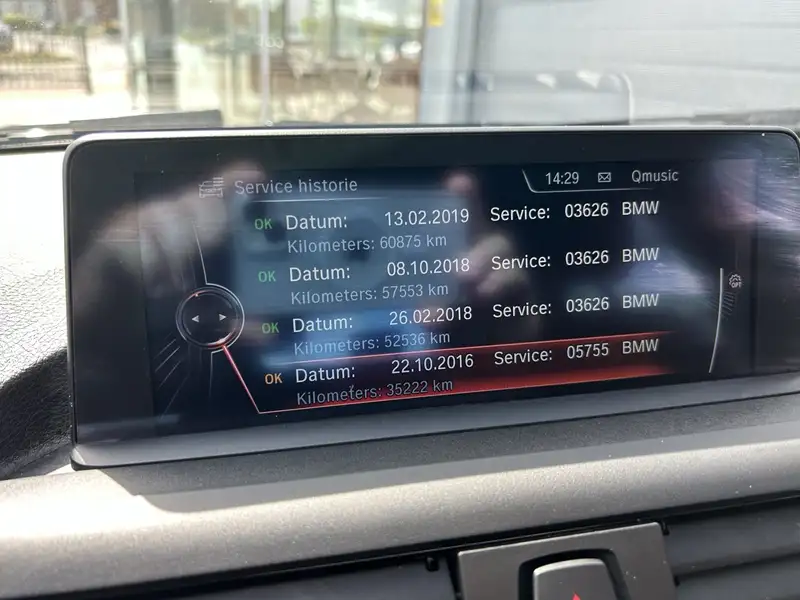 Service historie 14:29 Qmusic
OK Datum: 13.02.2019 Service: 03626 BMW
Kilometers: 60875 km
OK Datum: 08.10.2018 Service: 03626 BMW
Kilometers: 57553 km
OK Datum: 26.02.2018 Service: 03626 BMW
Kilometers: 52536 km
OK Datum: 22.10.2016 Service: 05755 BMW
Kilometers: 35222 km
OFF